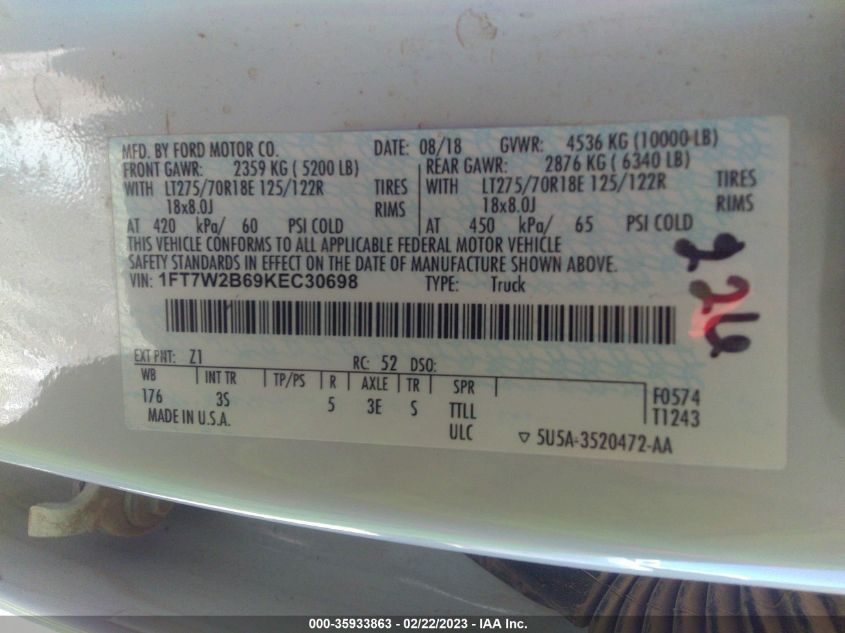 MFD. BY FORD MOTOR CO. DATE: 08/18 GVWR: 4536 KG (10000 LB)
FRONT GAWR: 2359 KG ( 5200 LB) REAR GAWR: 2876 KG ( 6340 LB)
WITH LT275/70R18E 125/122R TIRES WITH LT275/70R18E 125/122R TIRES
18x8.0J RIMS 18x8.0J RIMS
AT 420 kPa/ 60 PSI COLD AT 450 kPa/ 65 PSI COLD
THIS VEHICLE CONFORMS TO ALL APPLICABLE FEDERAL MOTOR VEHICLE
SAFETY STANDARDS IN EFFECT ON THE DATE OF MANUFACTURE SHOWN ABOVE.
VIN: 1FT7W2B69KEC30698 TYPE: Truck
226
EXT PNT: Z1 RC: 52 DSO:
WB INT TR TP/PS R AXLE TR SPR
176 3S 5 3E S TTLL F0574
MADE IN U.S.A. ULC T1243
5U5A-3520472-AA
000-35933863 - 02/22/2023 - IAA Inc.